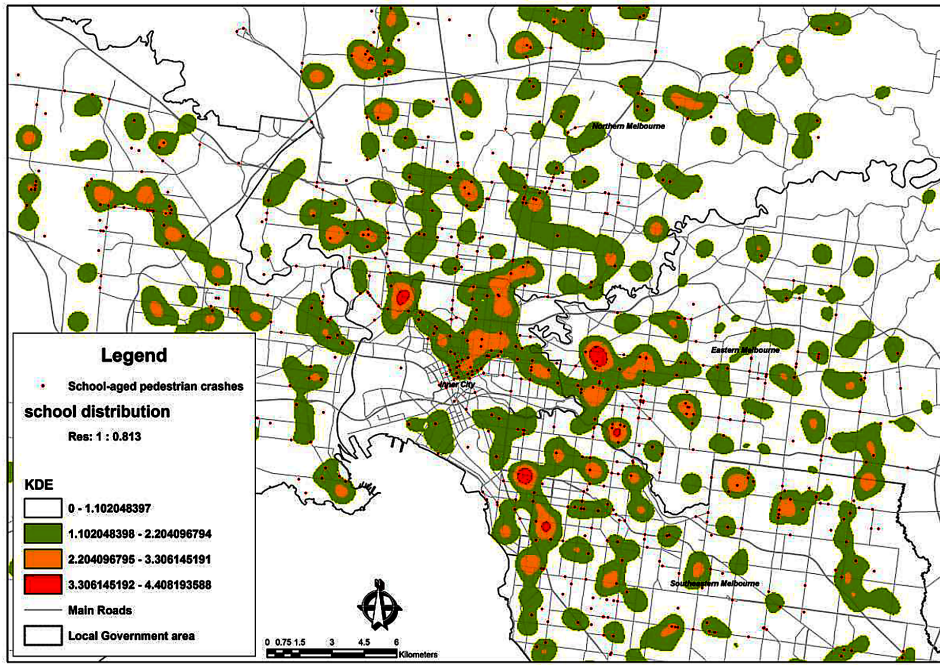 Northern Melbourne
Eastern Melbourne
Inner City
Southeastern Melbourne
Legend
School-aged pedestrian crashes
school distribution
Res: 1 : 0.813
KDE
0 - 1.102048397
1.102048398 - 2.204096794
2.204096795 - 3.306145191
3.306145192 - 4.408193588
Main Roads
Local Government area
0 0.75 1.5 3 4.5 6
Kilometers